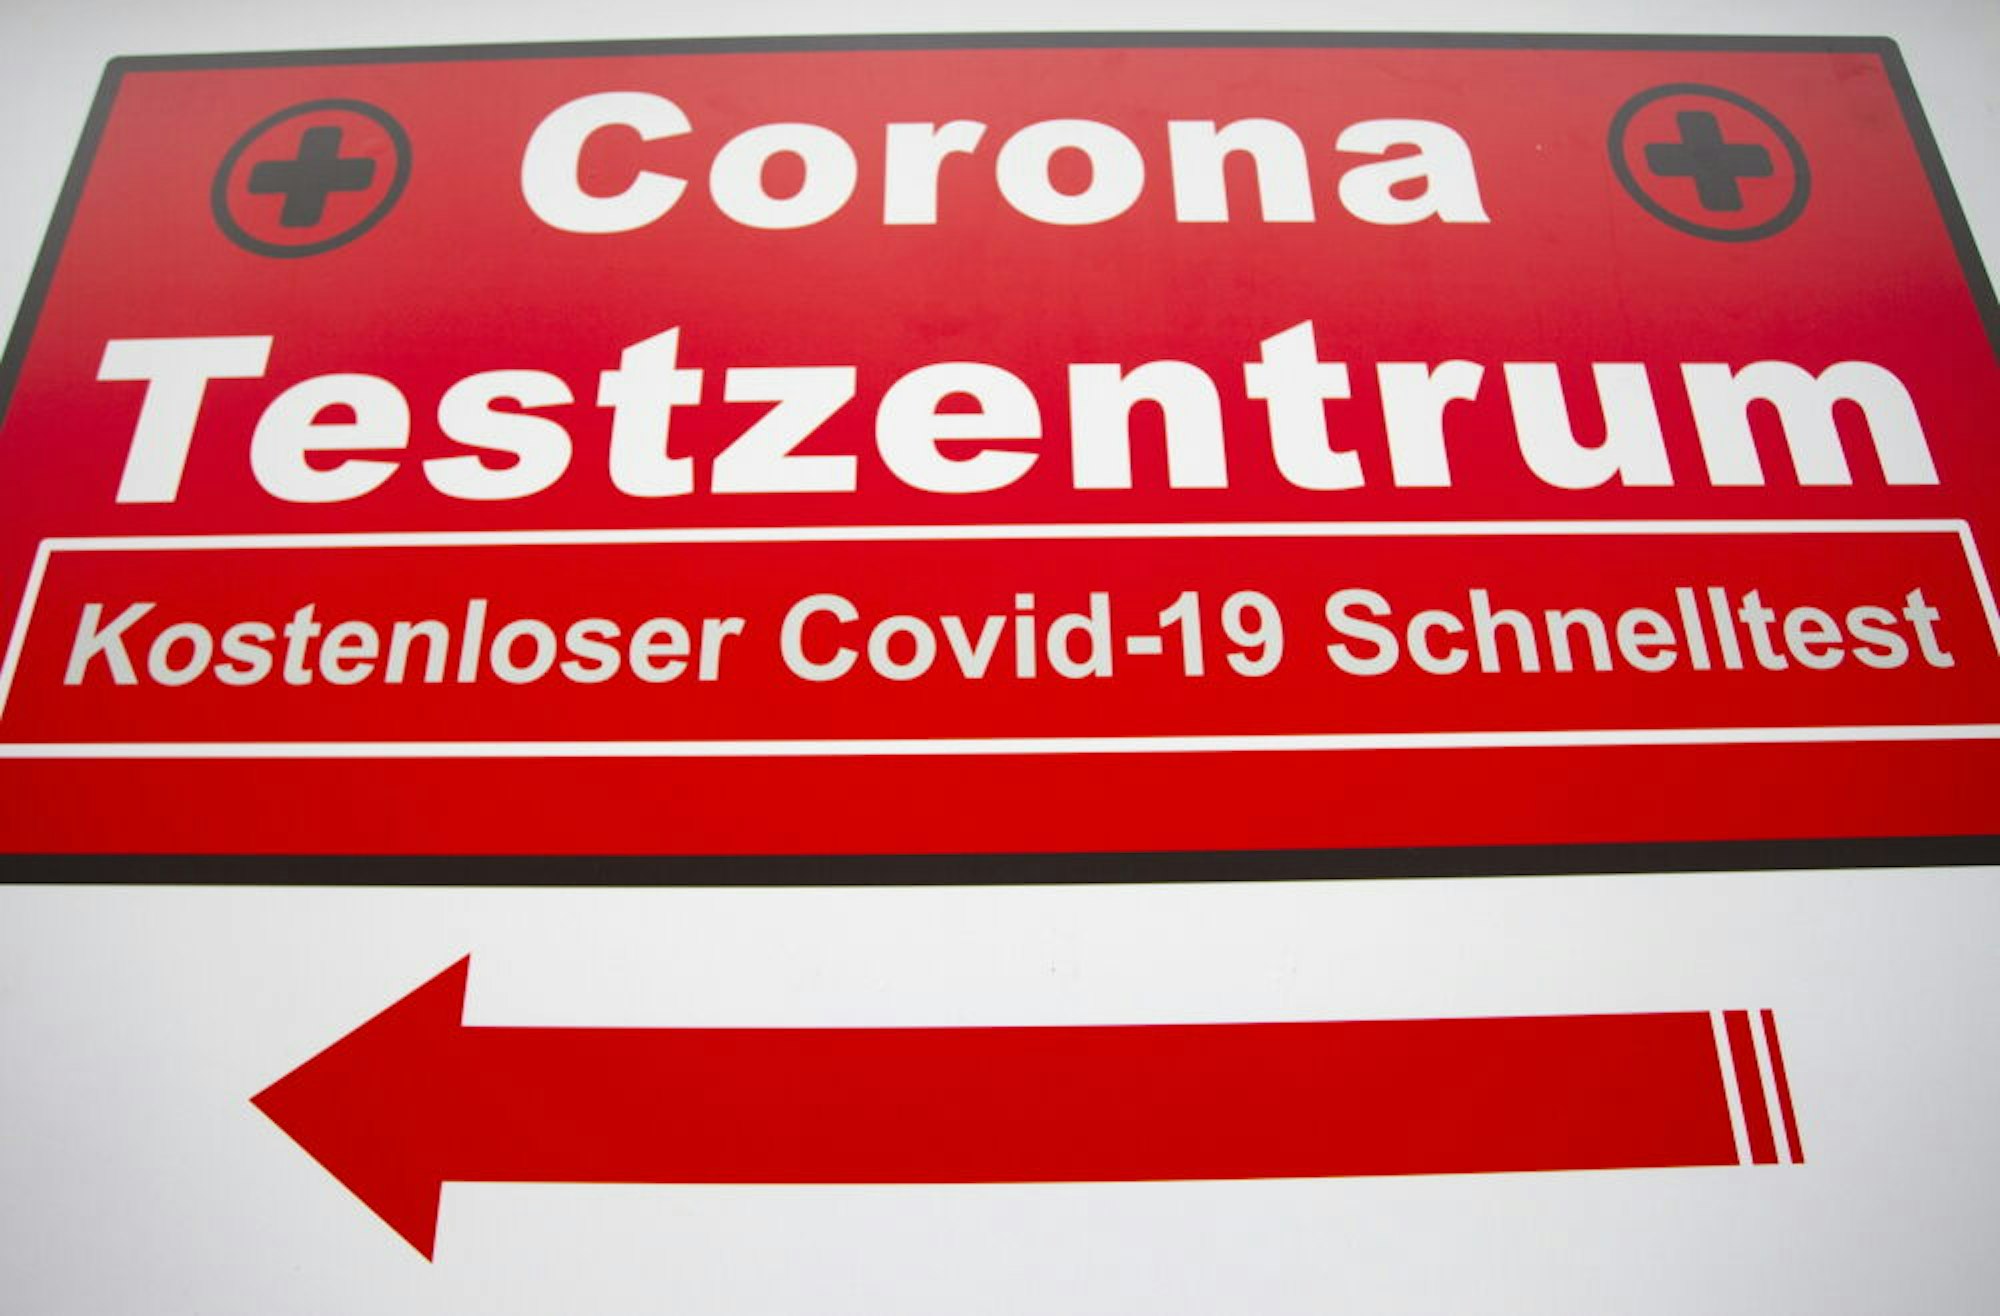 Corona
Testzentrum
Kostenloser Covid-19 Schnelltest